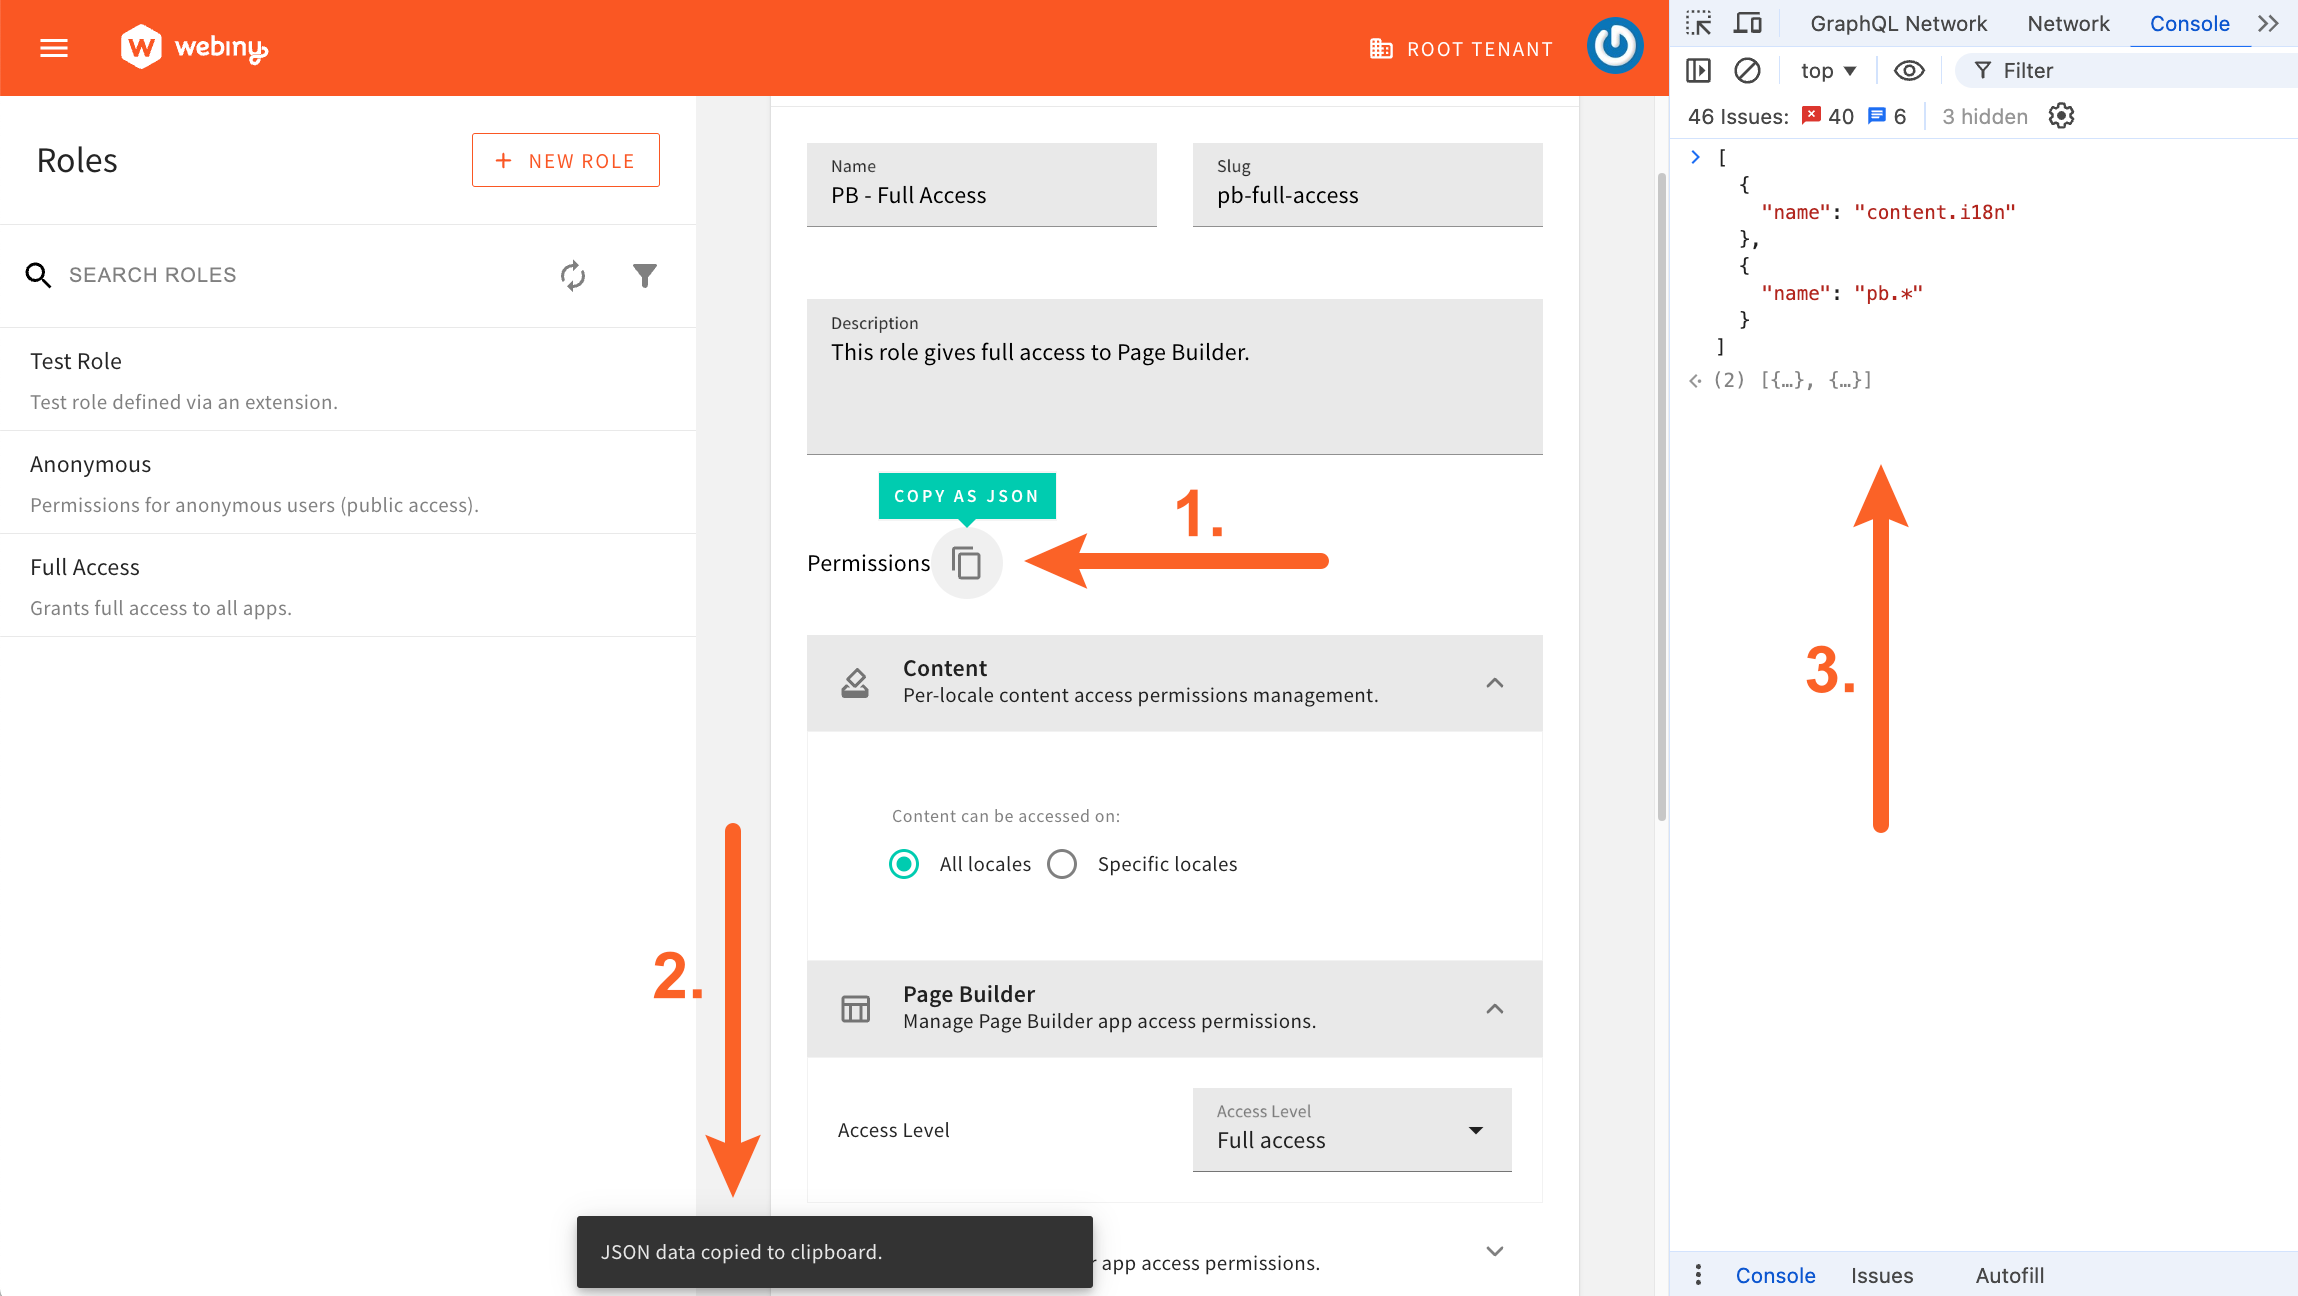 webiny
ROOT TENANT
Roles
+ NEW ROLE
SEARCH ROLES
Test Role
Test role defined via an extension.
Anonymous
Permissions for anonymous users (public access).
Full Access
Grants full access to all apps.
Name
PB - Full Access
Slug
pb-full-access
Description
This role gives full access to Page Builder.
COPY AS JSON
1.
Permissions
Content
Per-locale content access permissions management.
Content can be accessed on:
All locales
Specific locales
2.
Page Builder
Manage Page Builder app access permissions.
Access Level
Access Level
Full access
JSON data copied to clipboard.
app access permissions.
GraphQL Network
Network
Console
top
Filter
46 Issues: 40 6
3 hidden
[
{
"name": "content.i18n"
},
{
"name": "pb.*"
}
]
(2) [{…}, {…}]
3.
Console
Issues
Autofill